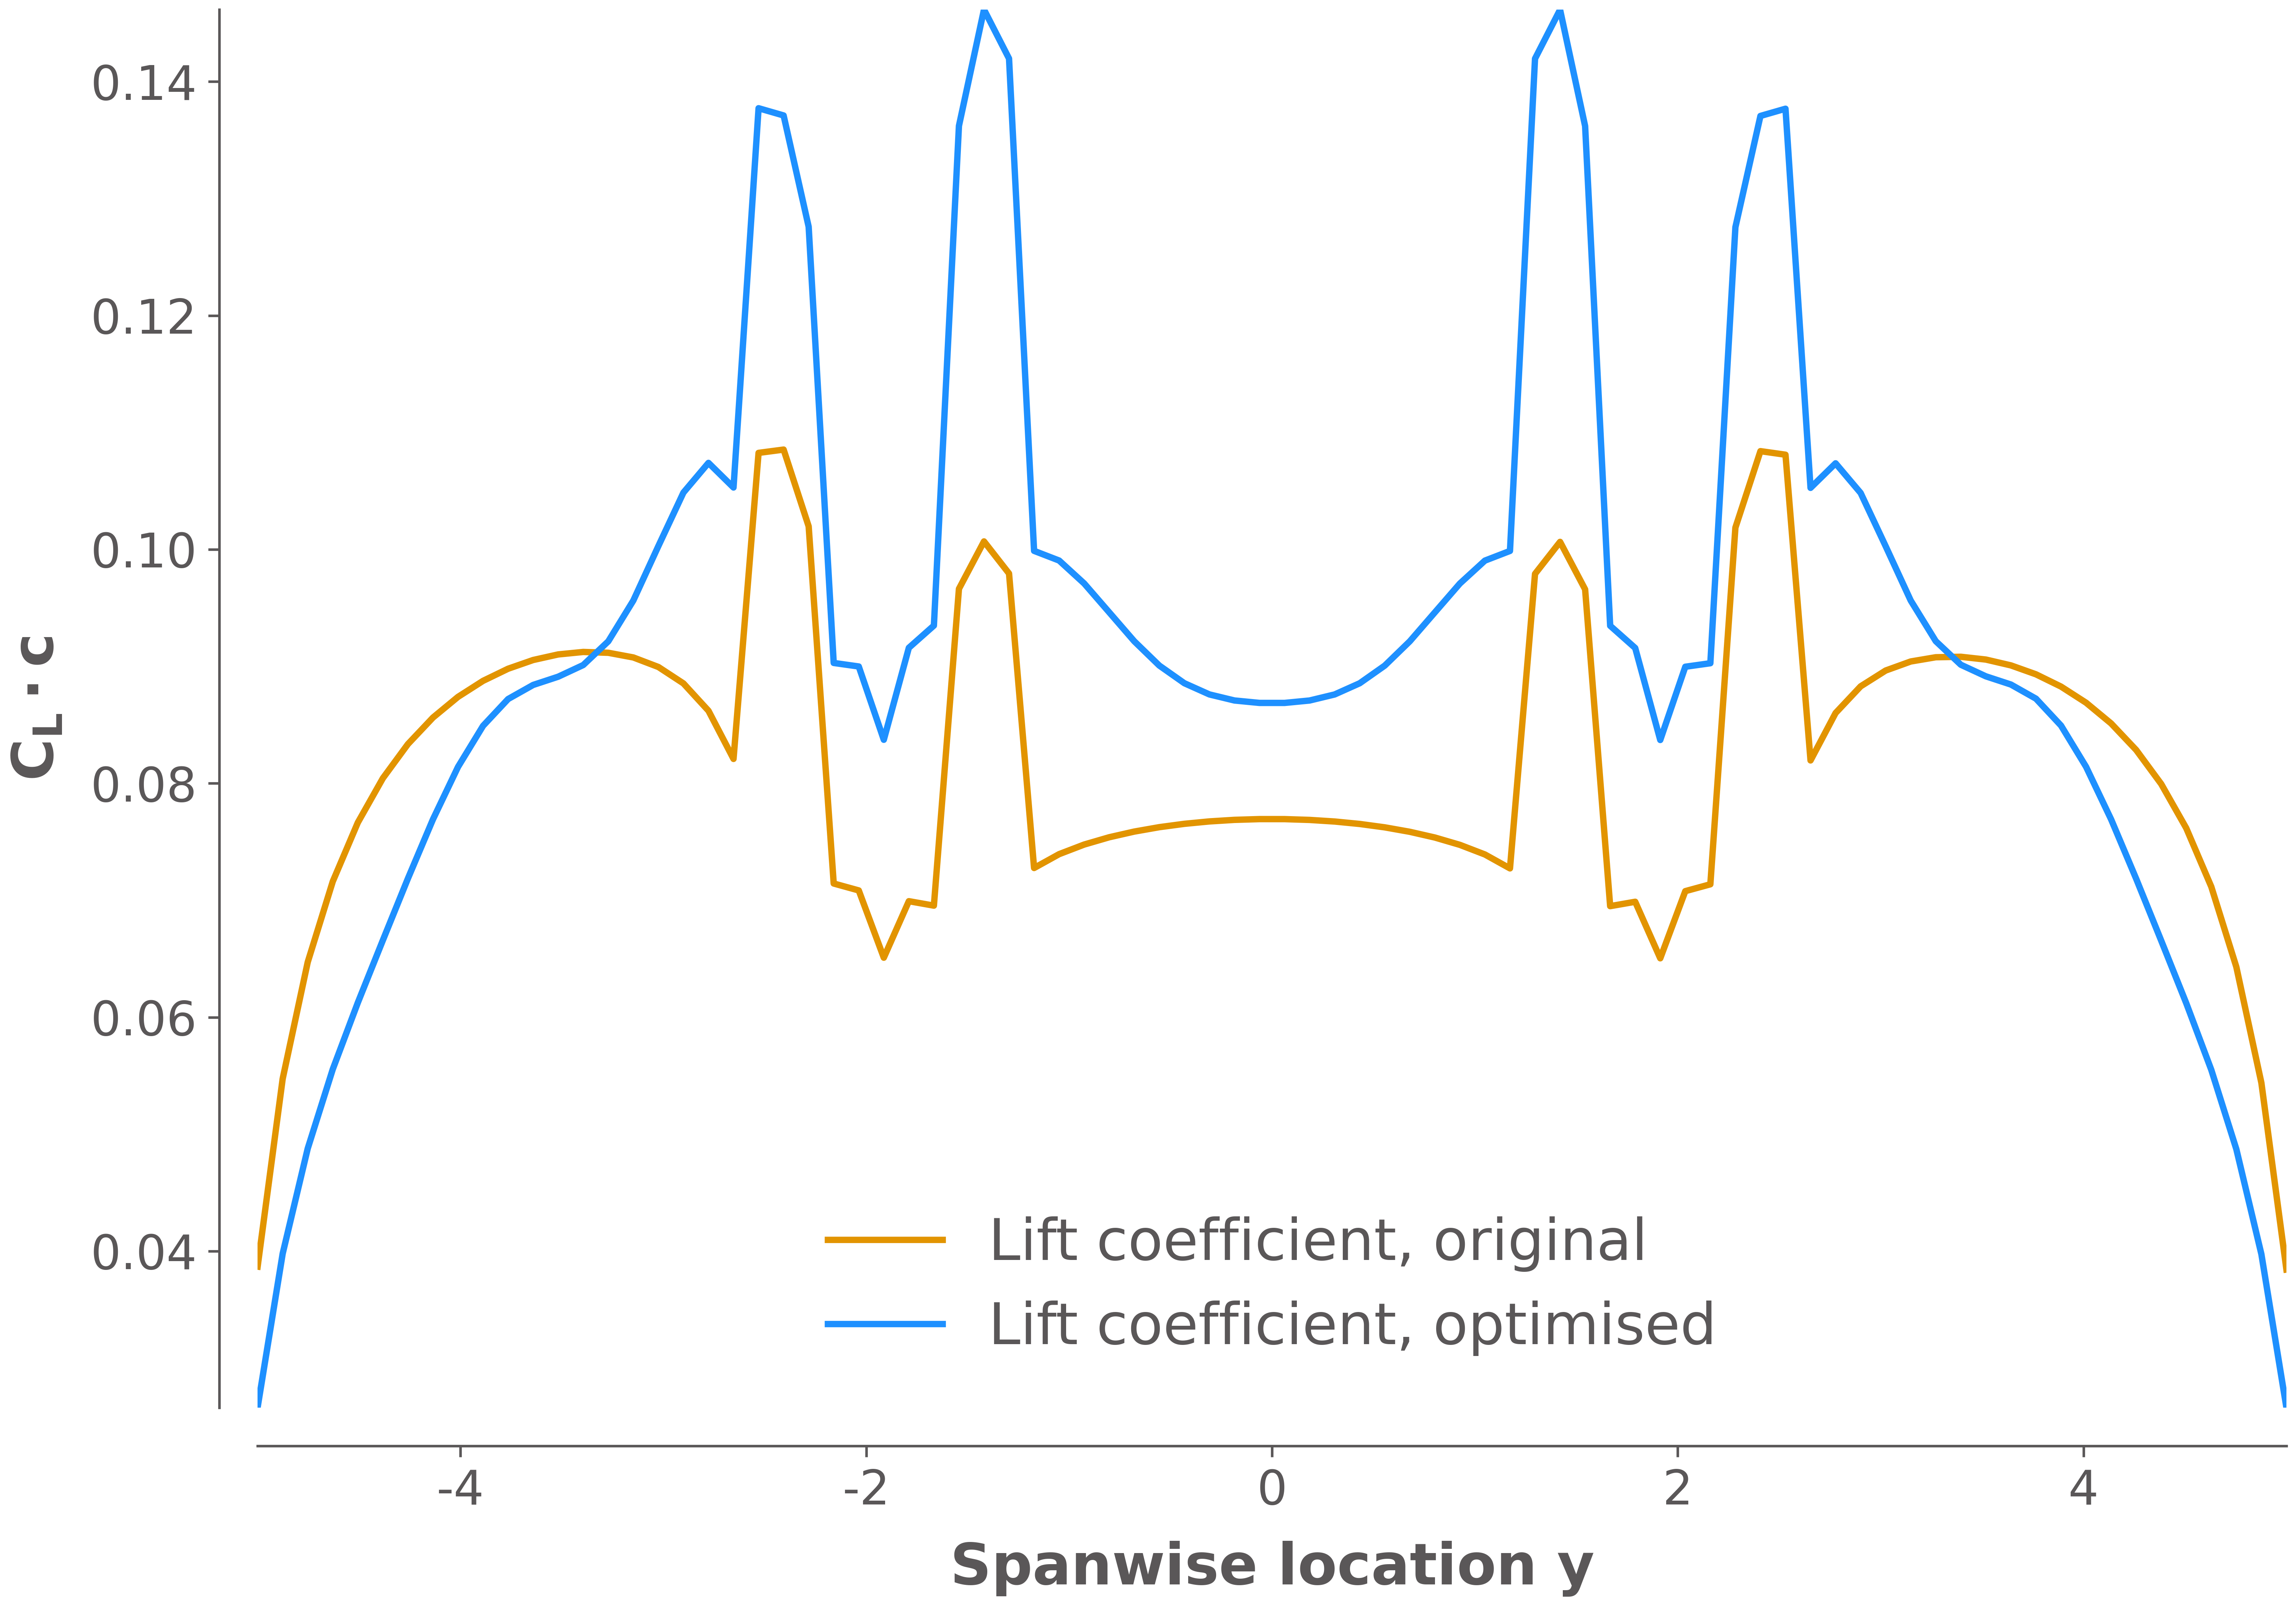 0.14
0.12
0.10
0.08
0.06
0.04
C_L · c
Lift coefficient, original
Lift coefficient, optimised
-4 -2 0 2 4
Spanwise location y